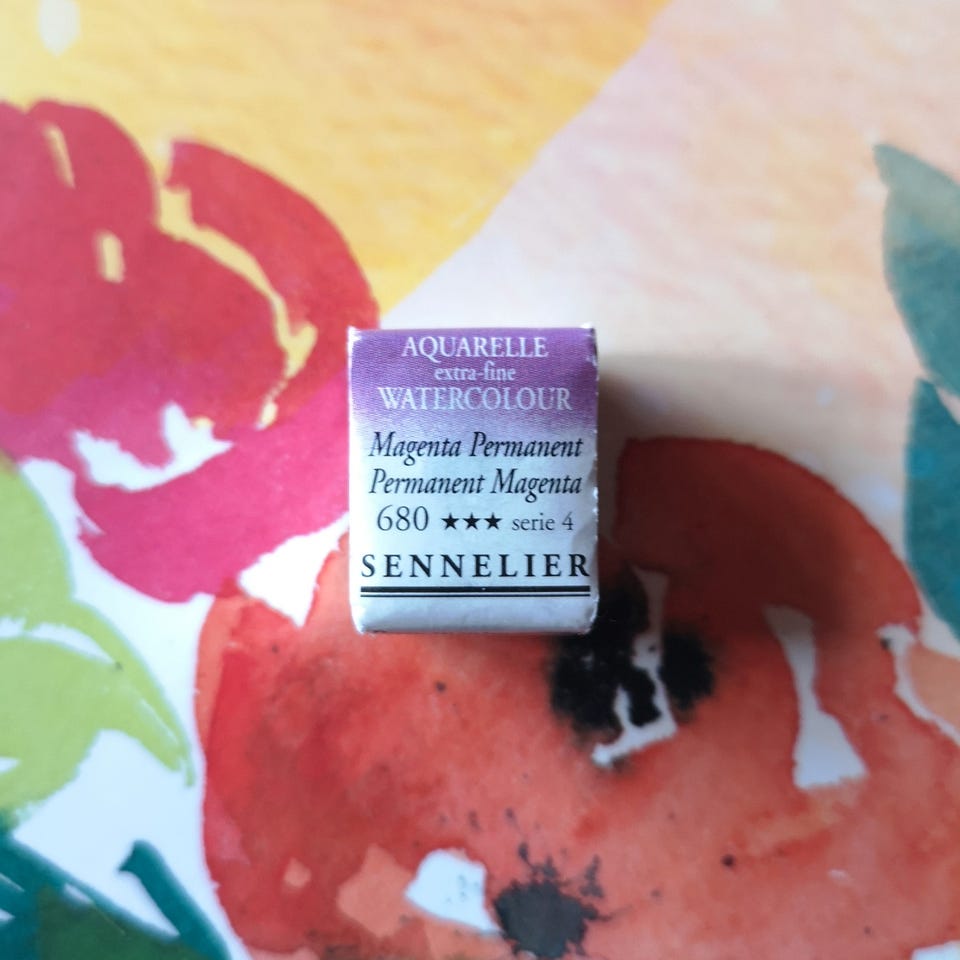 AQUARELLE
extra-fine
WATERCOLOUR
Magenta Permanent
Permanent Magenta
680 ★★★ serie 4
SENNELIER